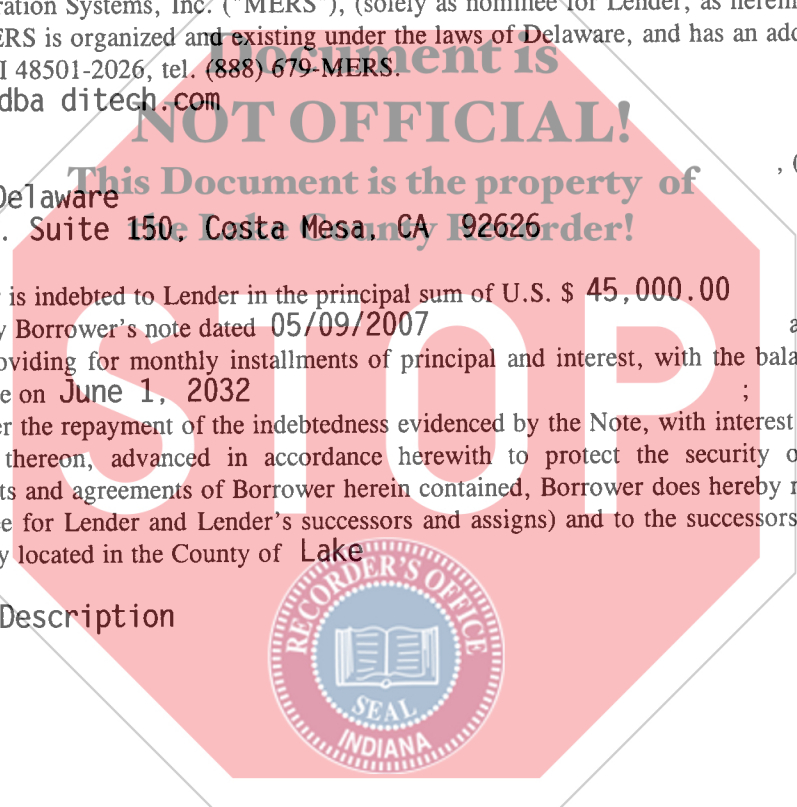 ration Systems, Inc. ("MERS"), (solely as nominee for Lender, as
ERS is organized and existing under the laws of Delaware, and has an
I 48501-2026, tel. (888) 679-MERS.
Document is
dba ditech.com
NOT OFFICIAL!
, (
This Document is the property of
Delaware
the Lake County Recorder!
. Suite 150, Costa Mesa, CA 92626
is indebted to Lender in the principal sum of U.S. $ 45,000.00
y Borrower's note dated 05/09/2007 a
oviding for monthly installments of principal and interest, with the bala
e on June 1, 2032 ;
STOP
er the repayment of the indebtedness evidenced by the Note, with interest
thereon, advanced in accordance herewith to protect the security o
ts and agreements of Borrower herein contained, Borrower does hereby
e for Lender and Lender's successors and assigns) and to the successors
y located in the County of Lake
Description
RECORDER'S OFFICE
SEAL
INDIANA